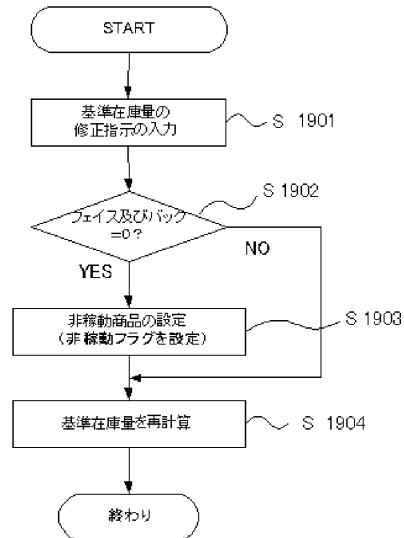 START
基準在庫量の
修正指示の入力
S 1901
S 1902
フェイス及びバック
=0?
NO
YES
非稼動商品の設定
(非稼動フラグを設定)
S 1903
基準在庫量を再計算
S 1904
終わり